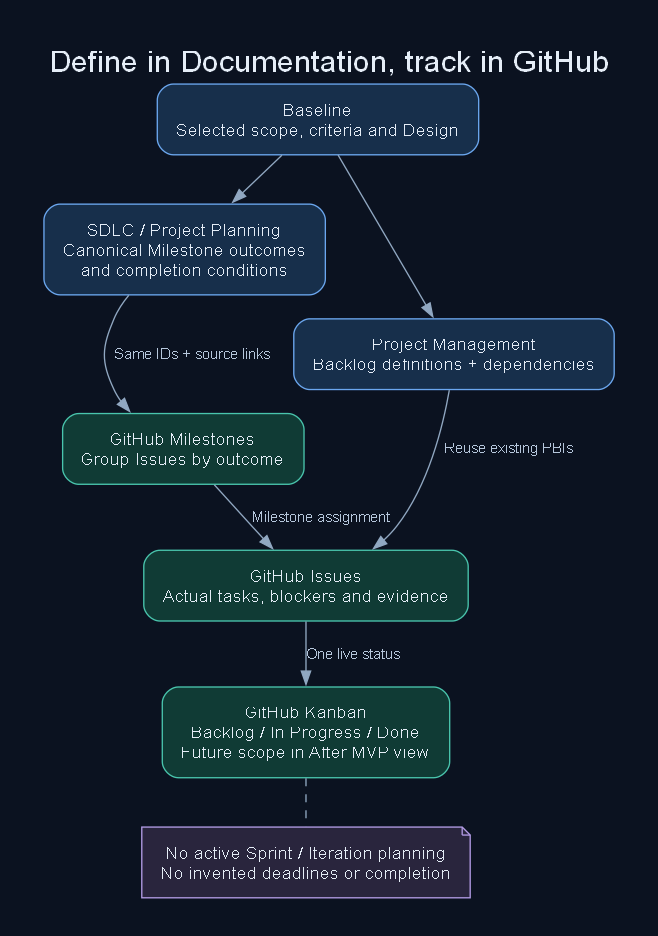 Define in Documentation, track in GitHub
Baseline
Selected scope, criteria and Design
SDLC / Project Planning
Canonical Milestone outcomes
and completion conditions
Project Management
Backlog definitions + dependencies
Same IDs + source links
GitHub Milestones
Group Issues by outcome
Reuse existing PBIs
Milestone assignment
GitHub Issues
Actual tasks, blockers and evidence
One live status
GitHub Kanban
Backlog / In Progress / Done
Future scope in After MVP view
No active Sprint / Iteration planning
No invented deadlines or completion